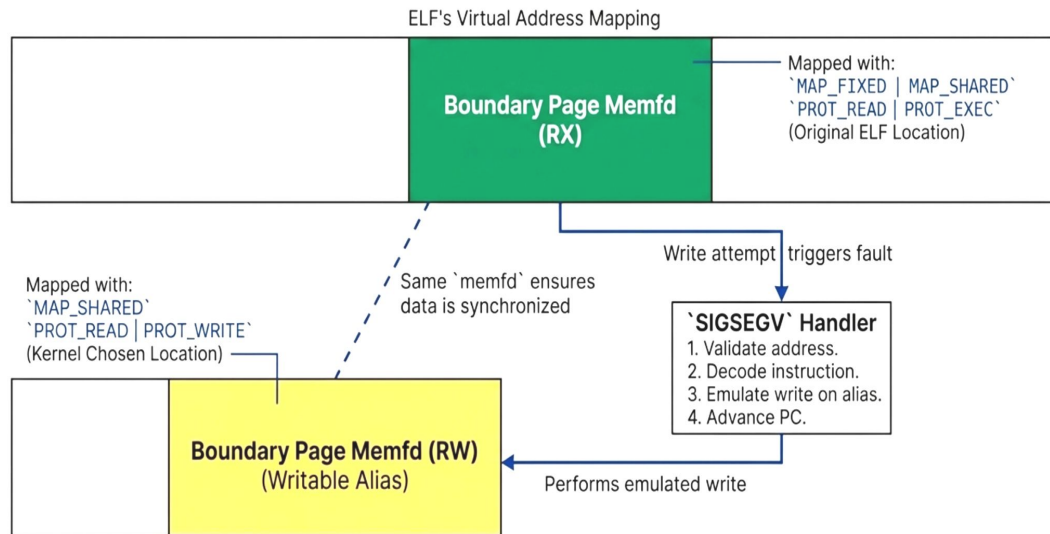 ELF's Virtual Address Mapping
Boundary Page Memfd
(RX)
Mapped with:
`MAP_FIXED | MAP_SHARED`
`PROT_READ | PROT_EXEC`
(Original ELF Location)
Write attempt triggers fault
Mapped with:
`MAP_SHARED`
`PROT_READ | PROT_WRITE`
(Kernel Chosen Location)
Same `memfd` ensures
data is synchronized
`SIGSEGV` Handler
1. Validate address.
2. Decode instruction.
3. Emulate write on alias.
4. Advance PC.
Boundary Page Memfd (RW)
(Writable Alias)
Performs emulated write